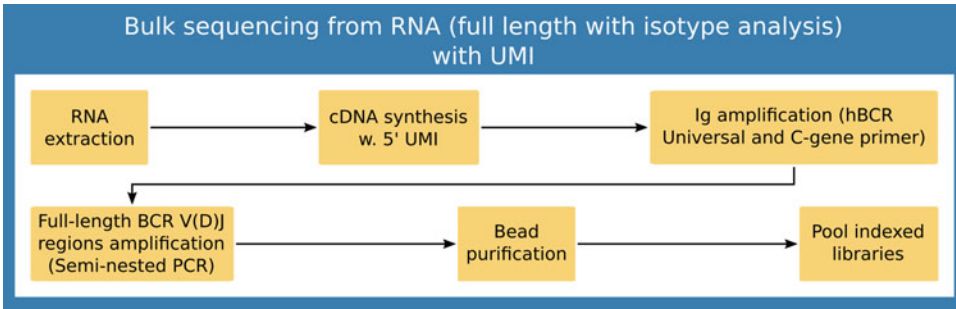 Bulk sequencing from RNA (full length with isotype analysis)
with UMI
RNA
extraction
cDNA synthesis
w. 5' UMI
Ig amplification (hBCR
Universal and C-gene primer)
Full-length BCR V(D)J
regions amplification
(Semi-nested PCR)
Bead
purification
Pool indexed
libraries